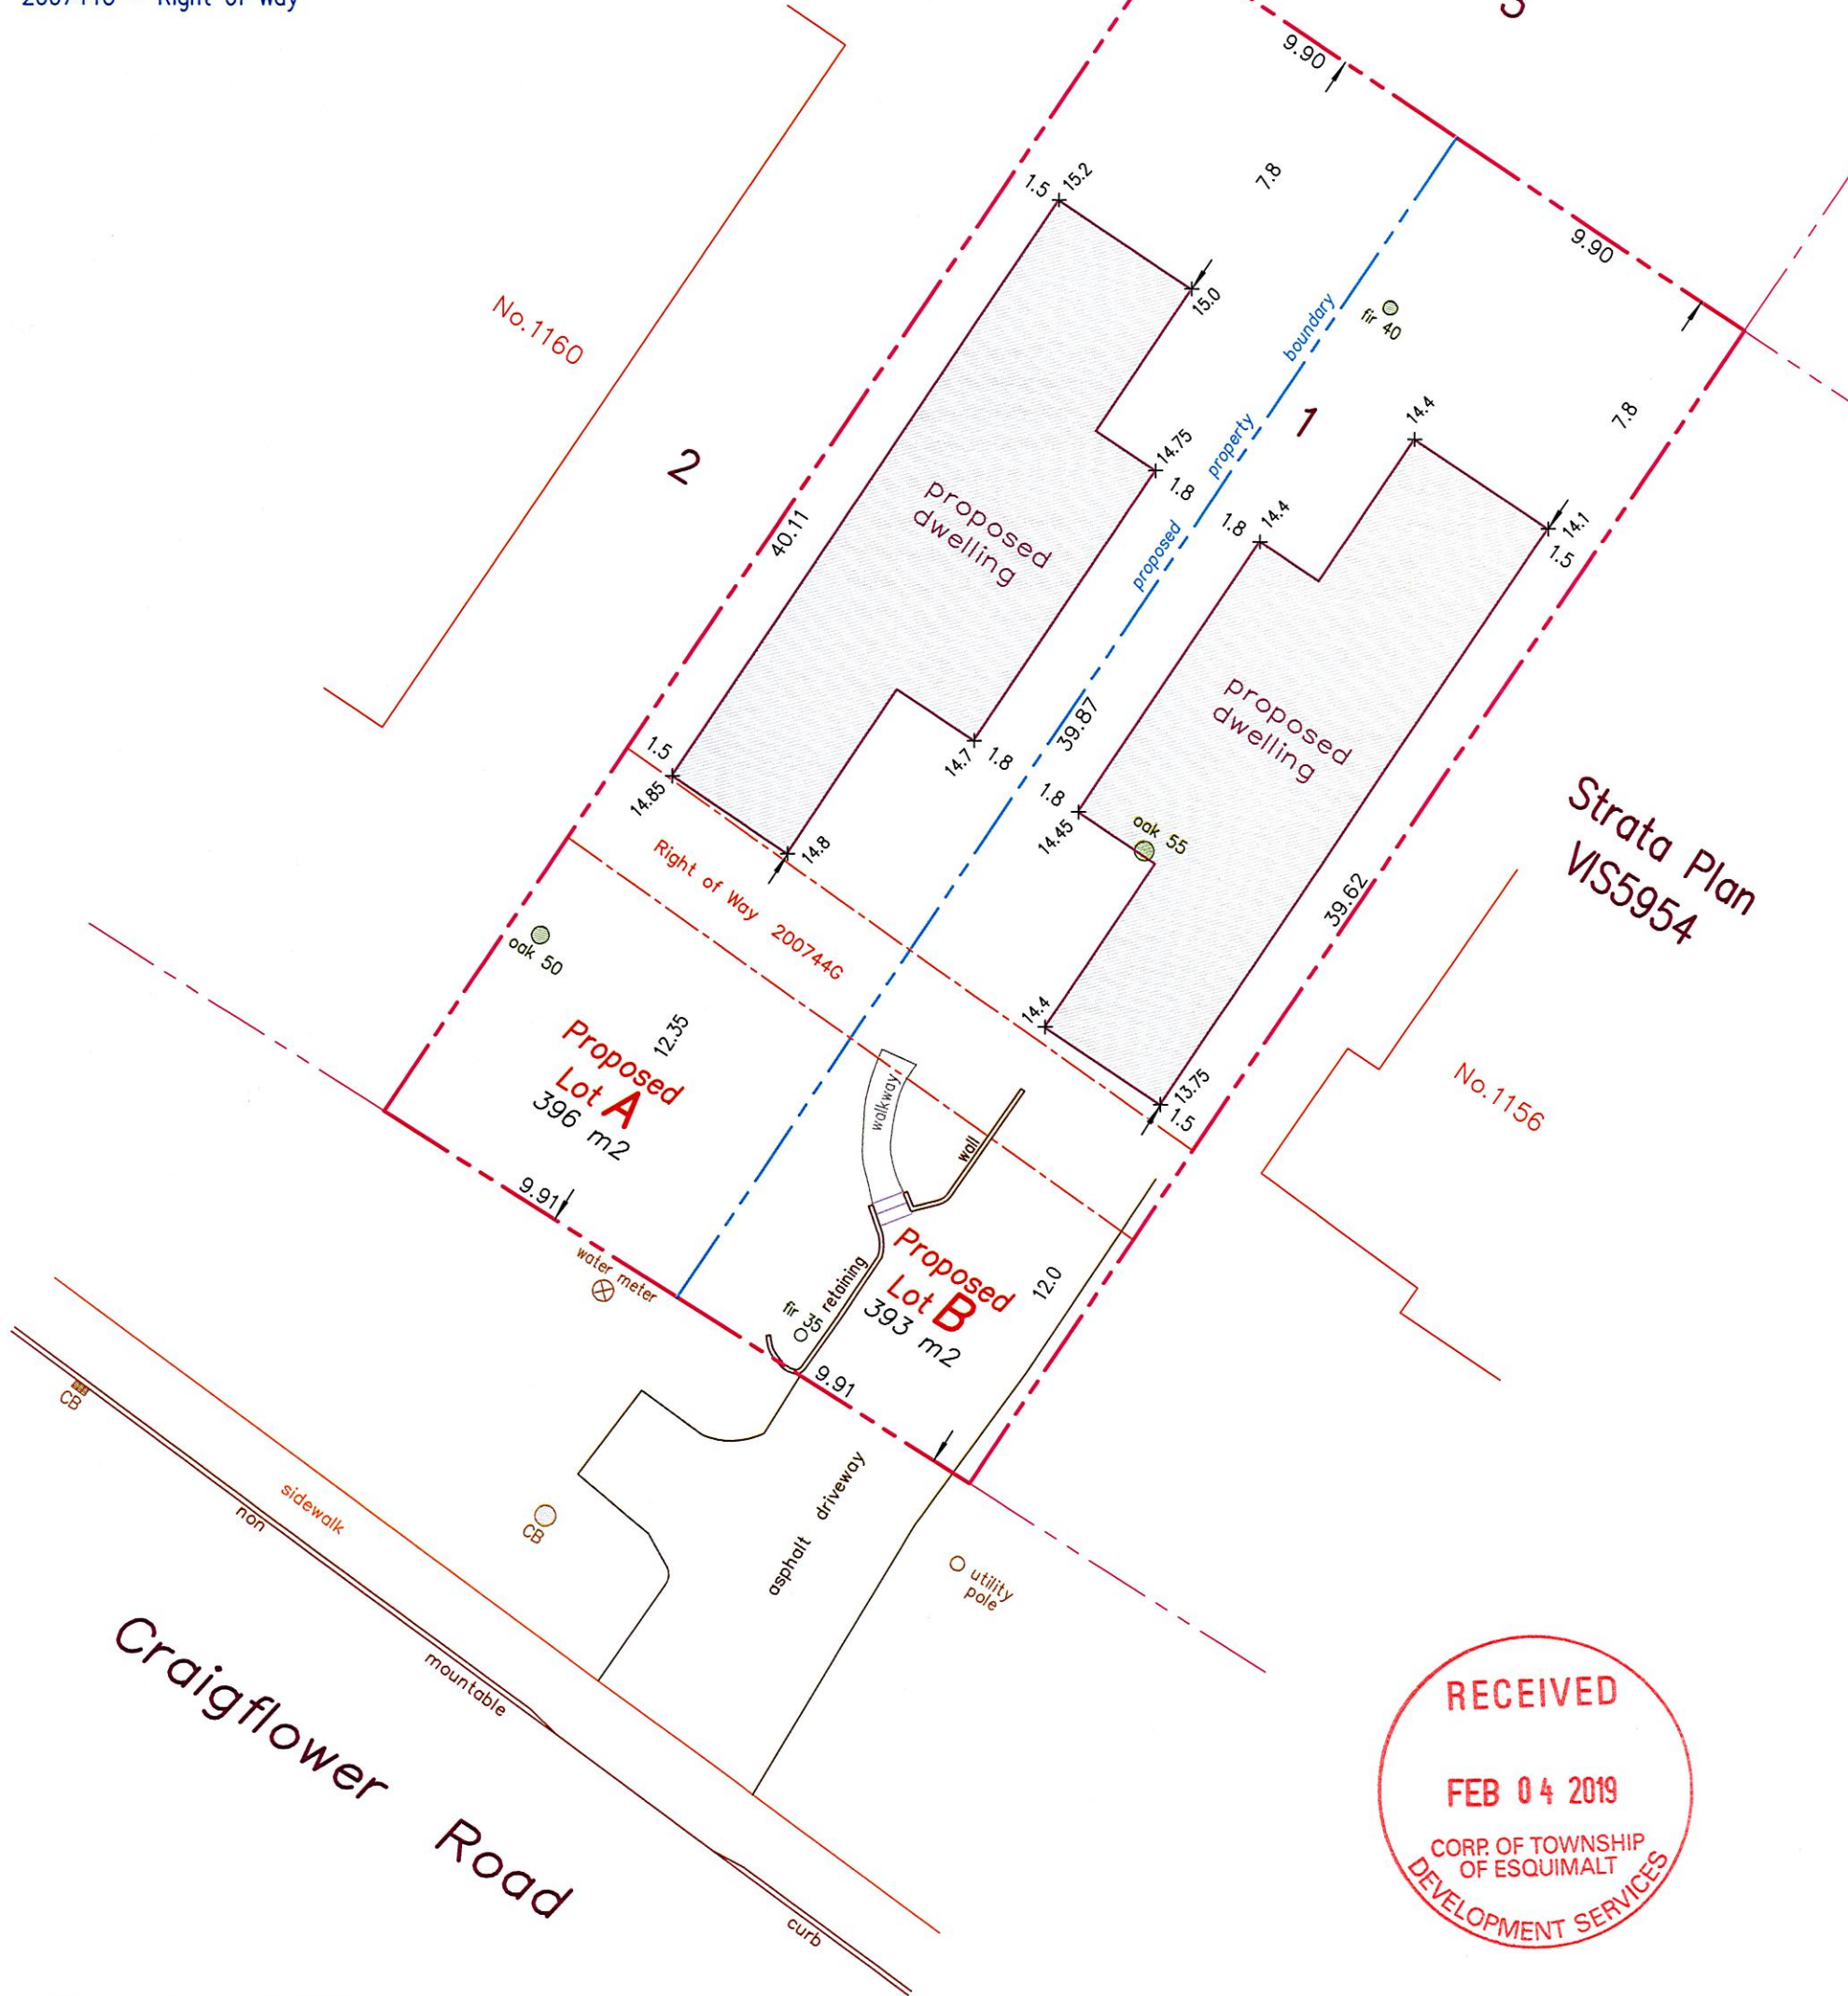 3
9.90
7.8
9.90
1.5
15.2
15.0
No.1160
boundary
fir 40
14.4
7.8
1
2
14.75
1.8
property
proposed
dwelling
40.11
1.8
14.4
14.1
1.5
proposed
39.87
proposed
dwelling
14.7
1.8
1.5
14.85
1.8
14.45
oak 55
Strata Plan
VIS5954
14.8
Right of Way 200744G
39.62
oak 50
14.4
12.35
Proposed
Lot A
396 m2
walkway
wall
13.75
1.5
No.1156
9.91
water meter
fir 35
retaining
Proposed
Lot B
393 m2
12.0
9.91
CB
sidewalk
non
CB
asphalt driveway
utility
pole
mountable
Craigflower Road
curb
RECEIVED
FEB 04 2019
CORP. OF TOWNSHIP
OF ESQUIMALT
DEVELOPMENT SERVICES